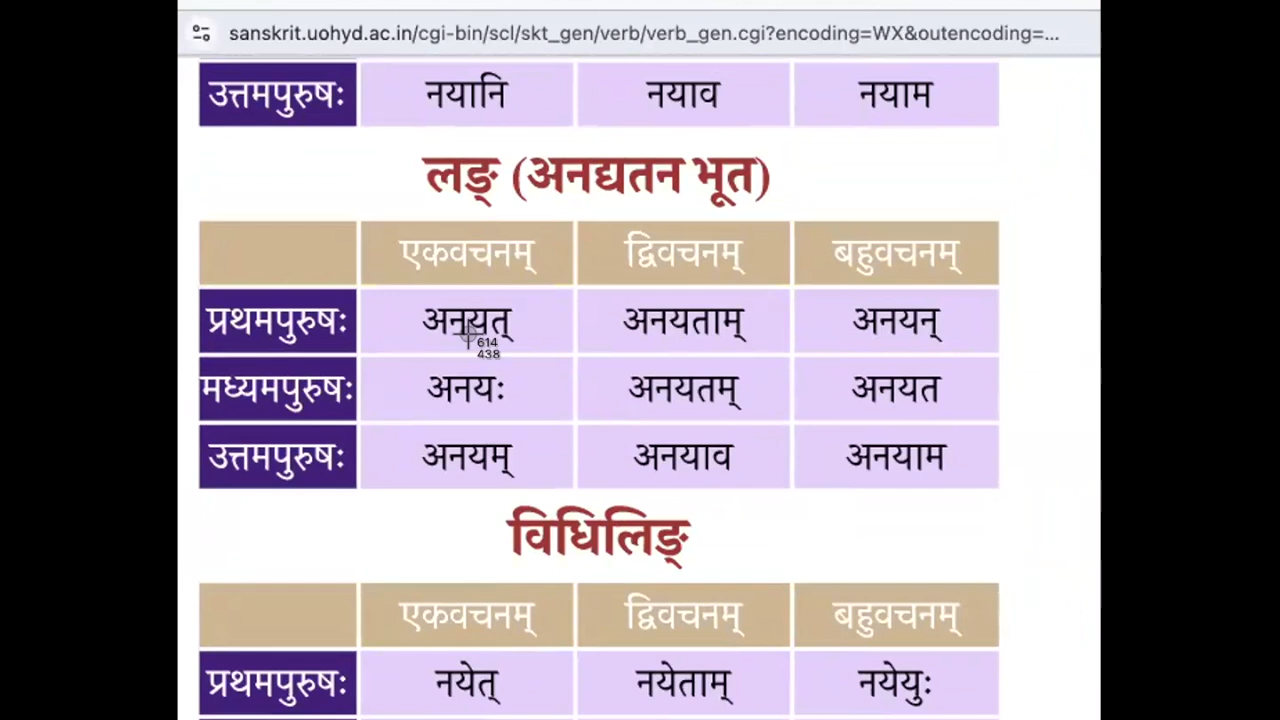 sanskrit.uohyd.ac.in/cgi-bin/scl/skt_gen/verb/verb_gen.cgi?encoding=WX&outencoding=...
उत्तमपुरुषः नयानि नयाव नयाम
लङ् (अनद्यतन भूत)
एकवचनम् द्विवचनम् बहुवचनम्
प्रथमपुरुषः अनयत् अनयताम् अनयन्
614
438
मध्यमपुरुषः अनयः अनयतम् अनयत
उत्तमपुरुषः अनयम् अनयाव अनयाम
विधिलिङ्
एकवचनम् द्विवचनम् बहुवचनम्
प्रथमपुरुषः नयेत् नयेताम् नयेयुः